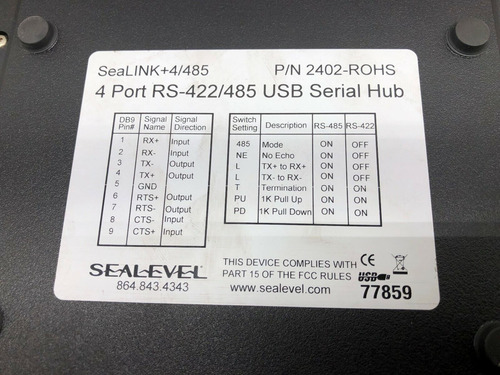 SeaLINK+4/485 P/N 2402-ROHS
4 Port RS-422/485 USB Serial Hub
DB9 Pin# Signal Name Signal Direction
1 RX+ Input
2 RX- Input
3 TX- Output
4 TX+ Output
5 GND
6 RTS+ Output
7 RTS- Output
8 CTS- Input
9 CTS+ Input
Switch Setting Description RS-485 RS-422
485 Mode ON OFF
NE No Echo ON OFF
L TX+ to RX+ ON OFF
L TX- to RX- ON OFF
T Termination ON ON
PU 1K Pull Up ON ON
PD 1K Pull Down ON ON
SEALEVEL
864.843.4343
THIS DEVICE COMPLIES WITH
PART 15 OF THE FCC RULES
www.sealevel.com
CE
USB
77859